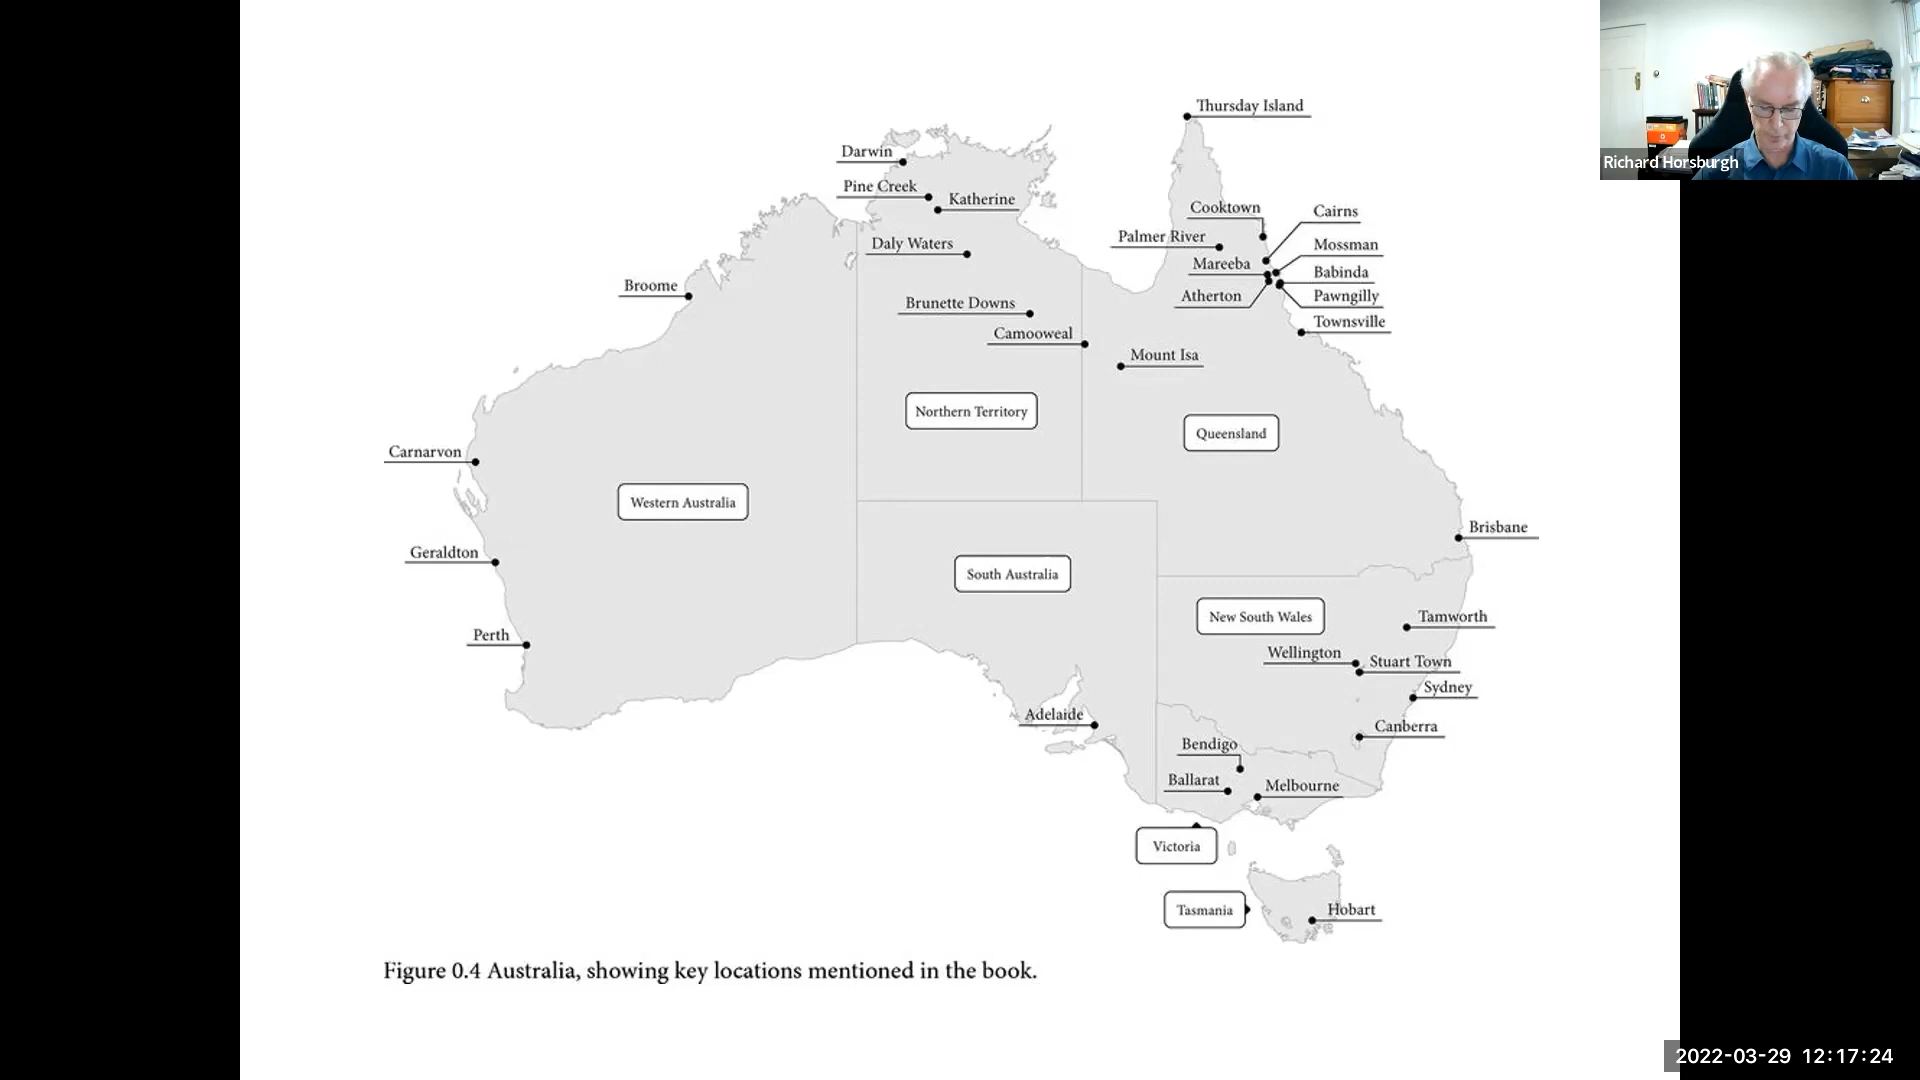 Thursday Island
Darwin
Pine Creek
Katherine
Cooktown
Cairns
Palmer River
Daly Waters
Mossman
Mareeba
Babinda
Broome
Atherton
Pawngilly
Brunette Downs
Townsville
Camooweal
Mount Isa
Northern Territory
Queensland
Carnarvon
Western Australia
Brisbane
Geraldton
South Australia
New South Wales
Tamworth
Perth
Wellington
Stuart Town
Sydney
Adelaide
Canberra
Bendigo
Ballarat
Melbourne
Victoria
Tasmania
Hobart
Figure 0.4 Australia, showing key locations mentioned in the book.
Richard Horsburgh
2022-03-29 12:17:24